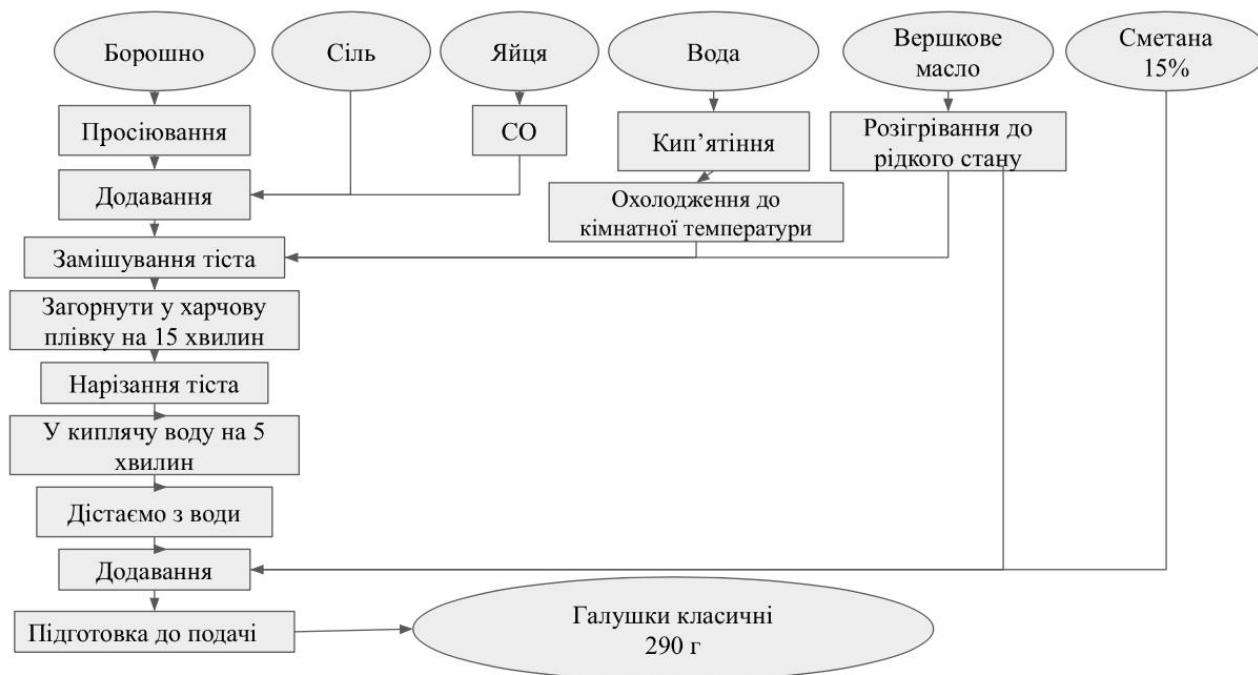 Борошно
Сіль
Яйця
Вода
Вершкове
масло
Сметана
15%
Просіювання
СО
Кип’ятіння
Розігрівання до
рідкого стану
Додавання
Охолодження до
кімнатної температури
Замішування тіста
Загорнути у харчову
плівку на 15 хвилин
Нарізання тіста
У киплячу воду на 5
хвилин
Дістаємо з води
Додавання
Підготовка до подачі
Галушки класичні
290 г